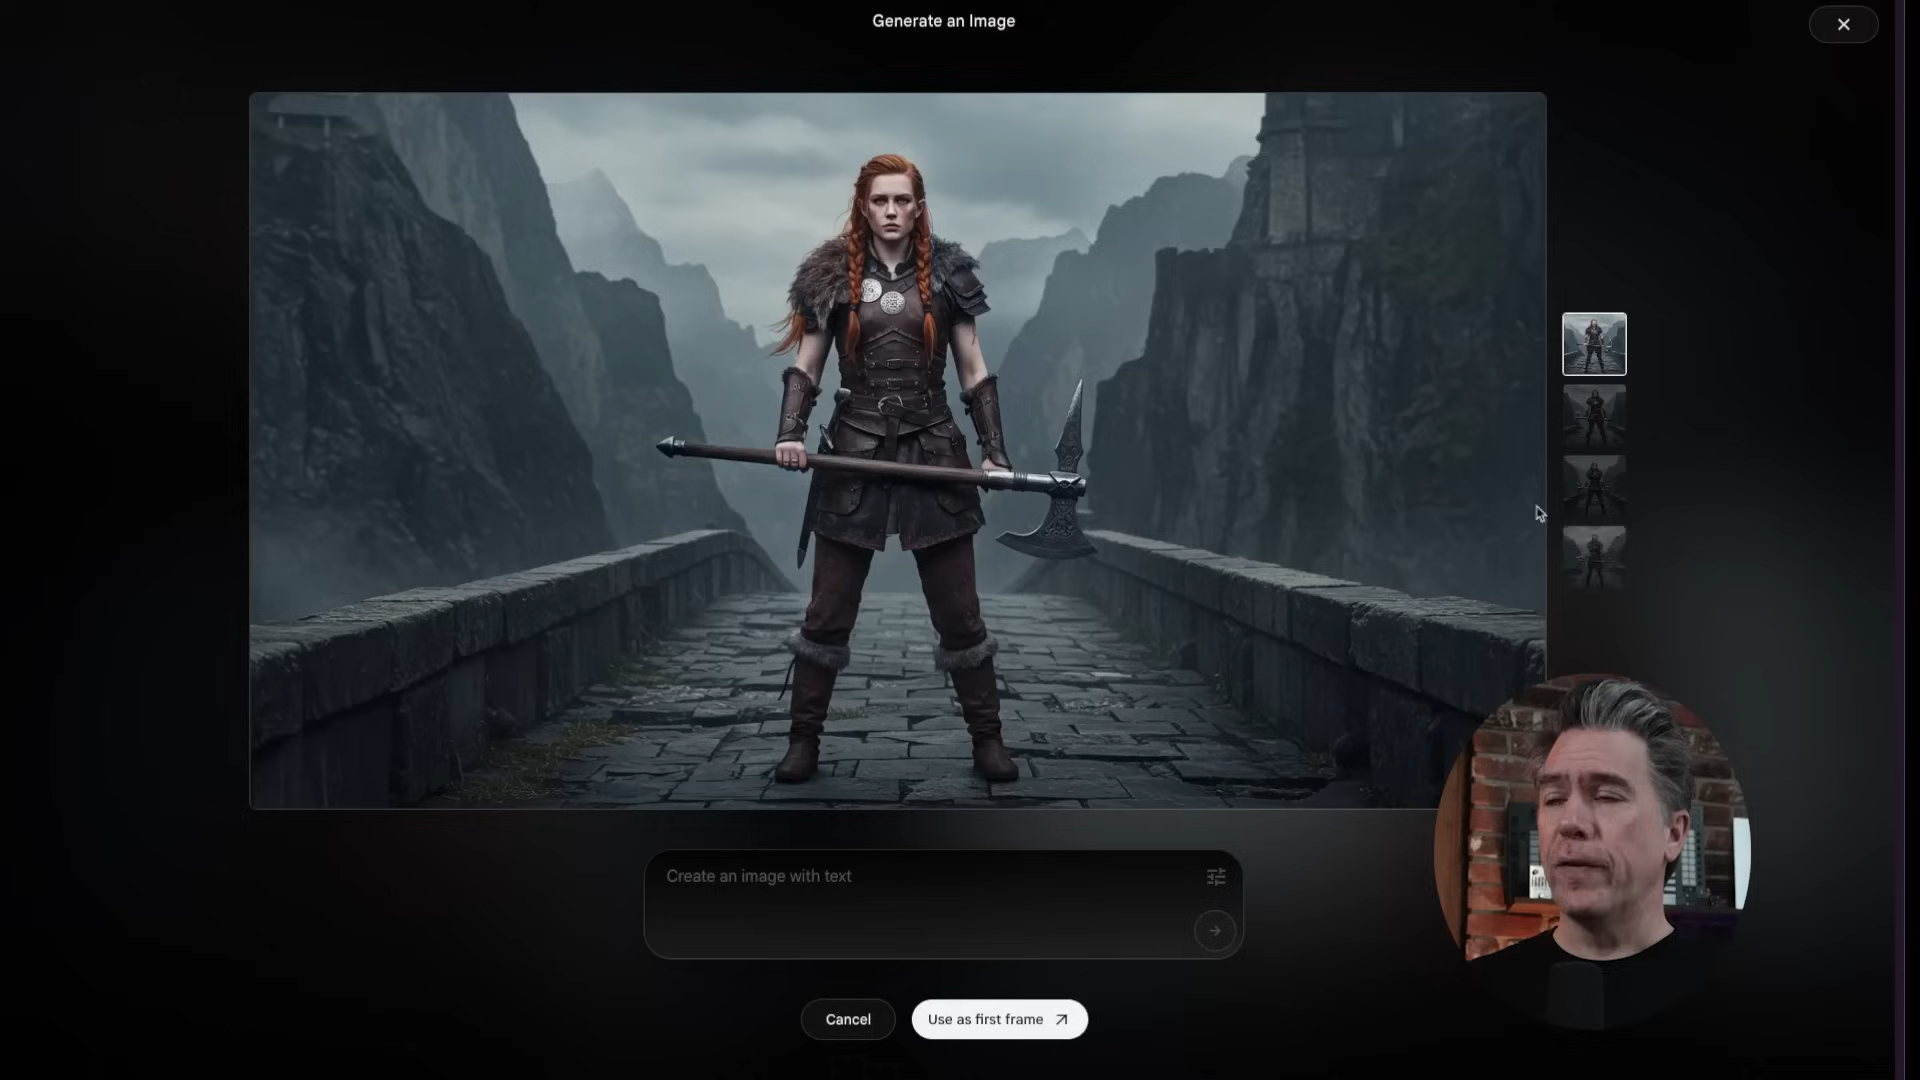 Generate an Image
Create an image with text
Cancel
Use as first frame